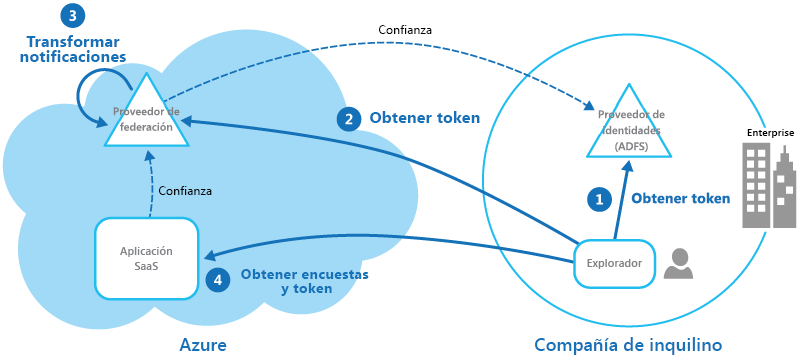 3
Transformar
notificaciones
Confianza
Proveedor de
federación
2 Obtener token
Proveedor de
identidades
(ADFS)
Enterprise
Confianza
1 Obtener token
Aplicación
SaaS
4 Obtener encuestas
y token
Explorador
Azure
Compañía de inquilino